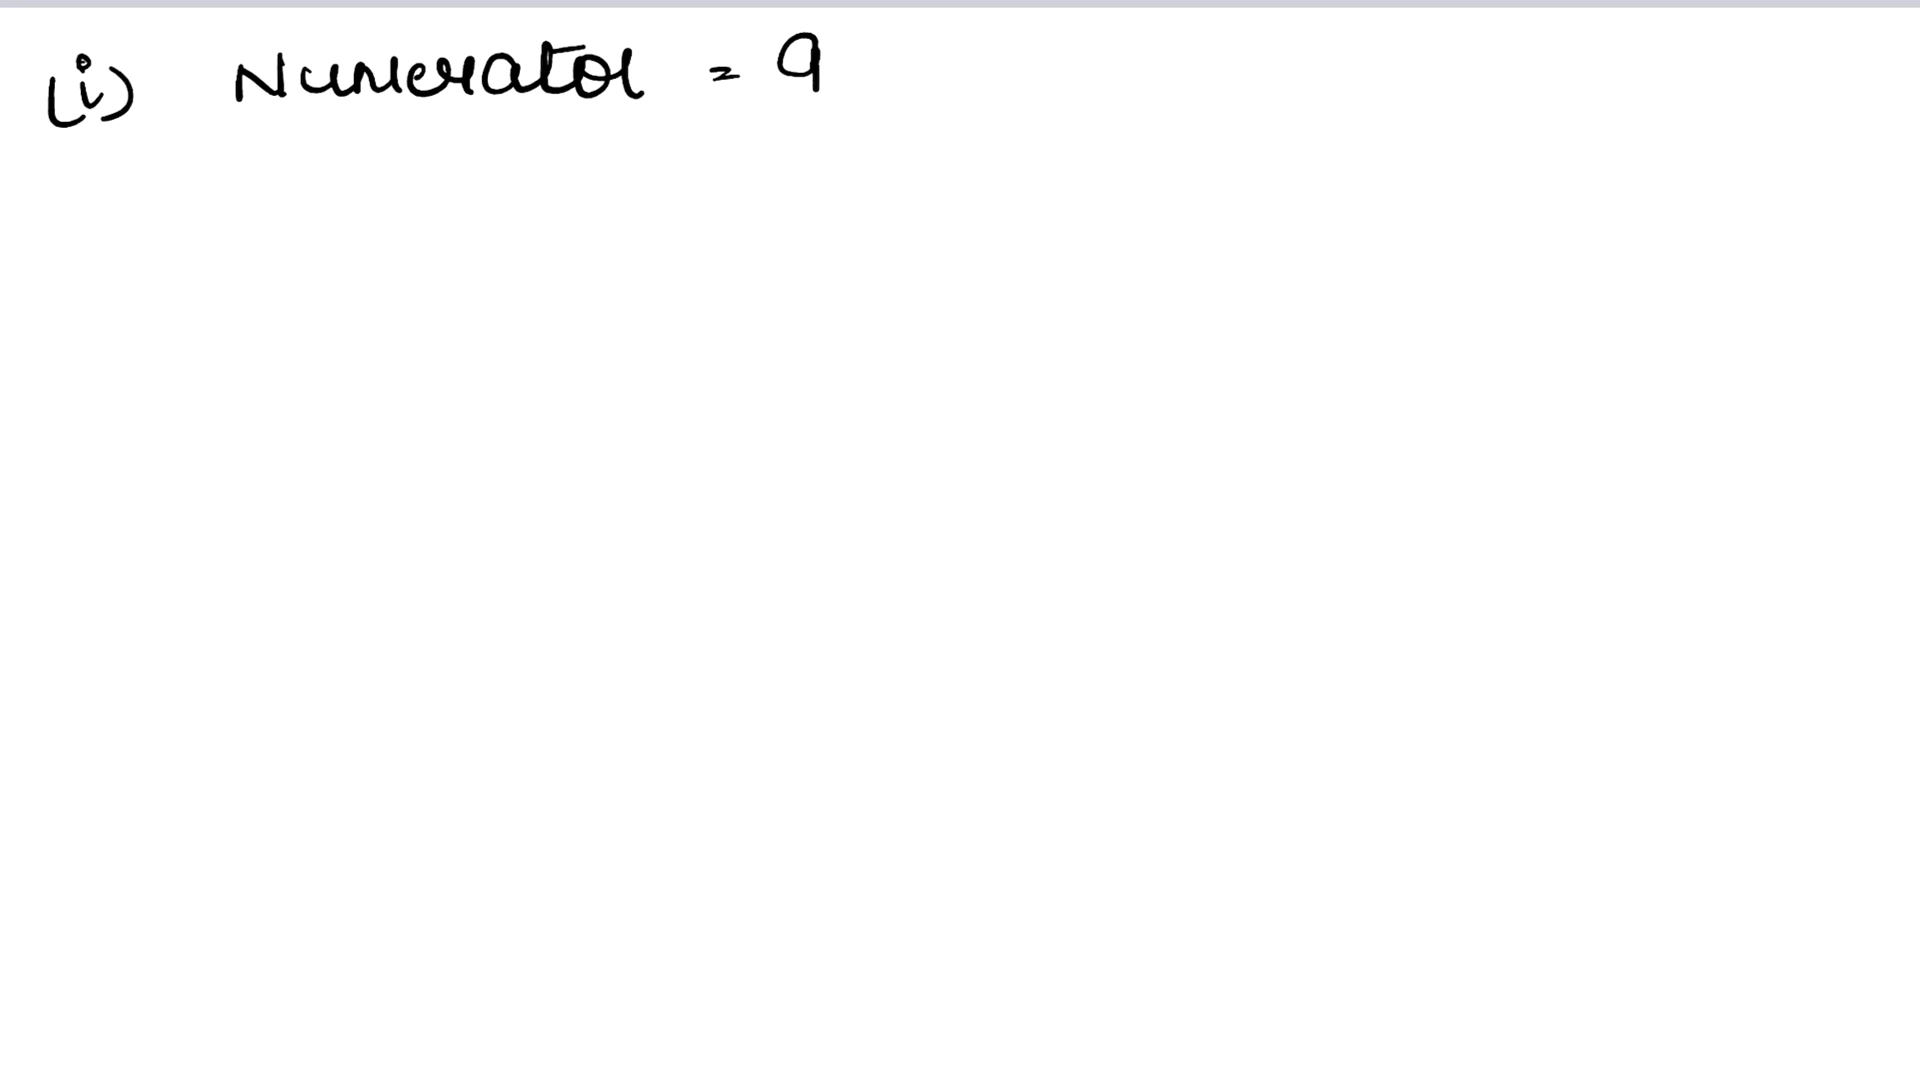 (i) Numerator = 9